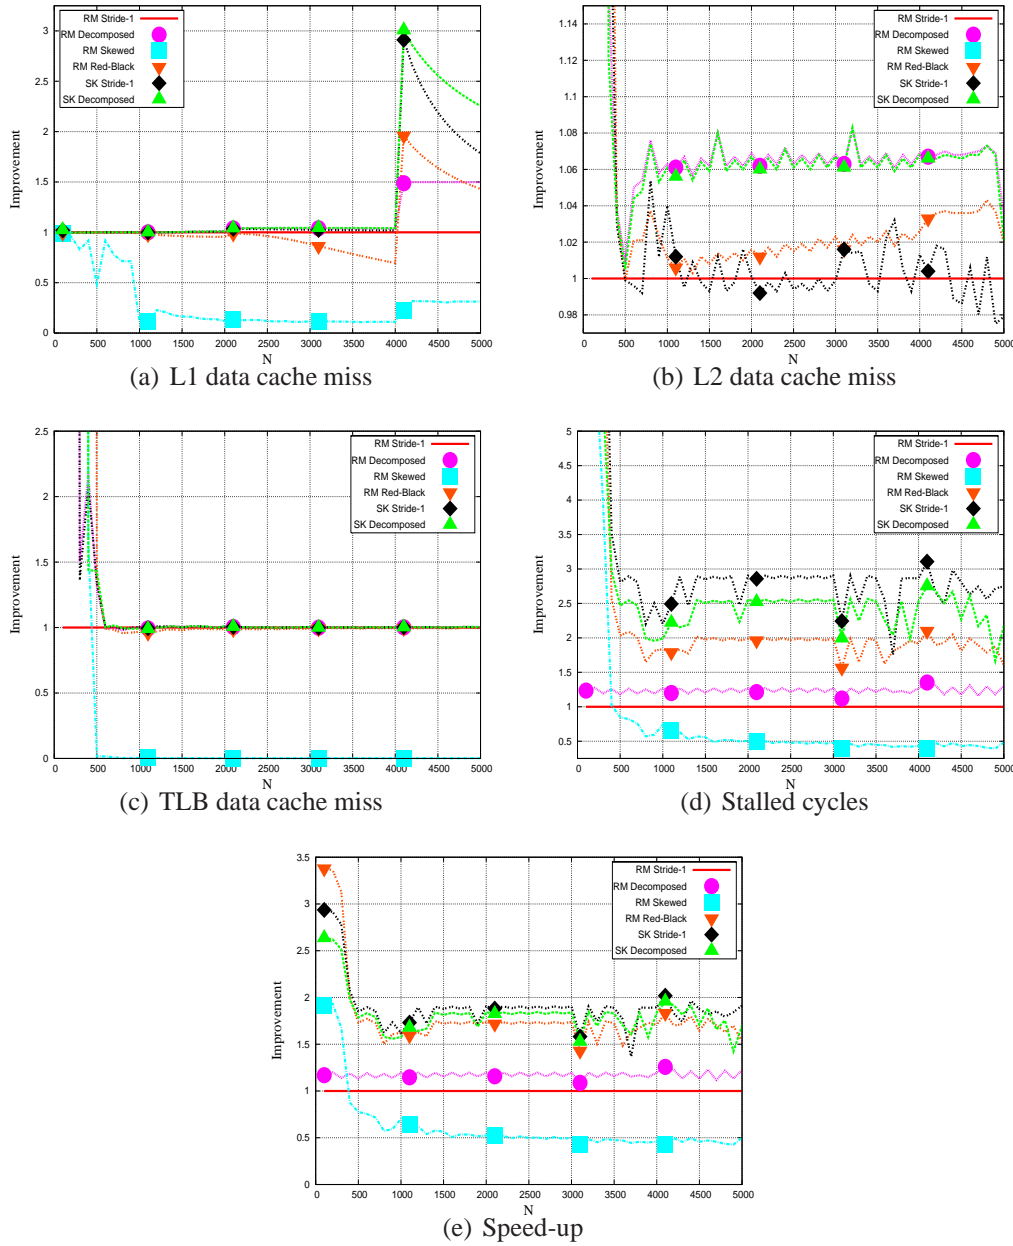 RM Stride-1
RM Decomposed
RM Skewed
RM Red-Black
SK Stride-1
SK Decomposed
Improvement
3
2.5
2
1.5
1
0.5
0
0 500 1000 1500 2000 2500 3000 3500 4000 4500 5000
N
(a) L1 data cache miss
RM Stride-1
RM Decomposed
RM Skewed
RM Red-Black
SK Stride-1
SK Decomposed
Improvement
1.14
1.12
1.1
1.08
1.06
1.04
1.02
1
0.98
0 500 1000 1500 2000 2500 3000 3500 4000 4500 5000
N
(b) L2 data cache miss
RM Stride-1
RM Decomposed
RM Skewed
RM Red-Black
SK Stride-1
SK Decomposed
Improvement
2.5
2
1.5
1
0.5
0
0 500 1000 1500 2000 2500 3000 3500 4000 4500 5000
N
(c) TLB data cache miss
RM Stride-1
RM Decomposed
RM Skewed
RM Red-Black
SK Stride-1
SK Decomposed
Improvement
5
4.5
4
3.5
3
2.5
2
1.5
1
0.5
0 500 1000 1500 2000 2500 3000 3500 4000 4500 5000
N
(d) Stalled cycles
RM Stride-1
RM Decomposed
RM Skewed
RM Red-Black
SK Stride-1
SK Decomposed
Improvement
3.5
3
2.5
2
1.5
1
0.5
0
0 500 1000 1500 2000 2500 3000 3500 4000 4500 5000
N
(e) Speed-up